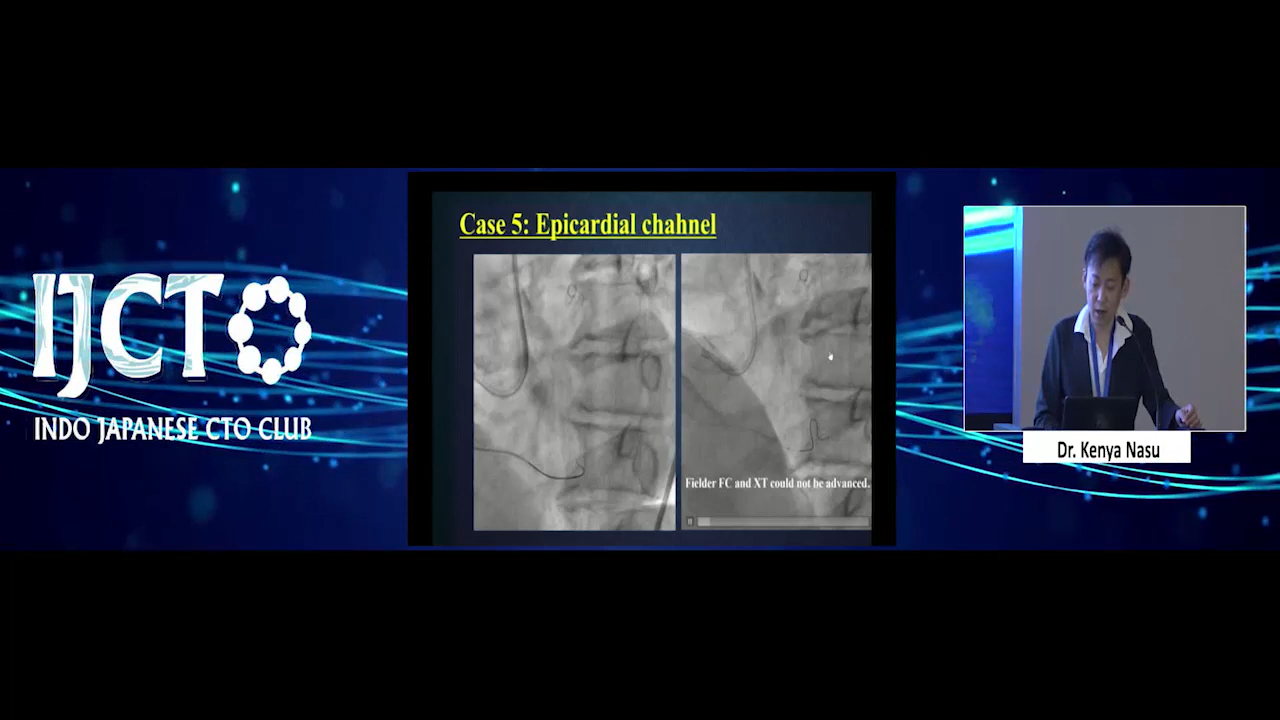 Case 5: Epicardial chahnel
Fielder FC and XT could not be advanced.
IJCTO
INDO JAPANESE CTO CLUB
Dr. Kenya Nasu